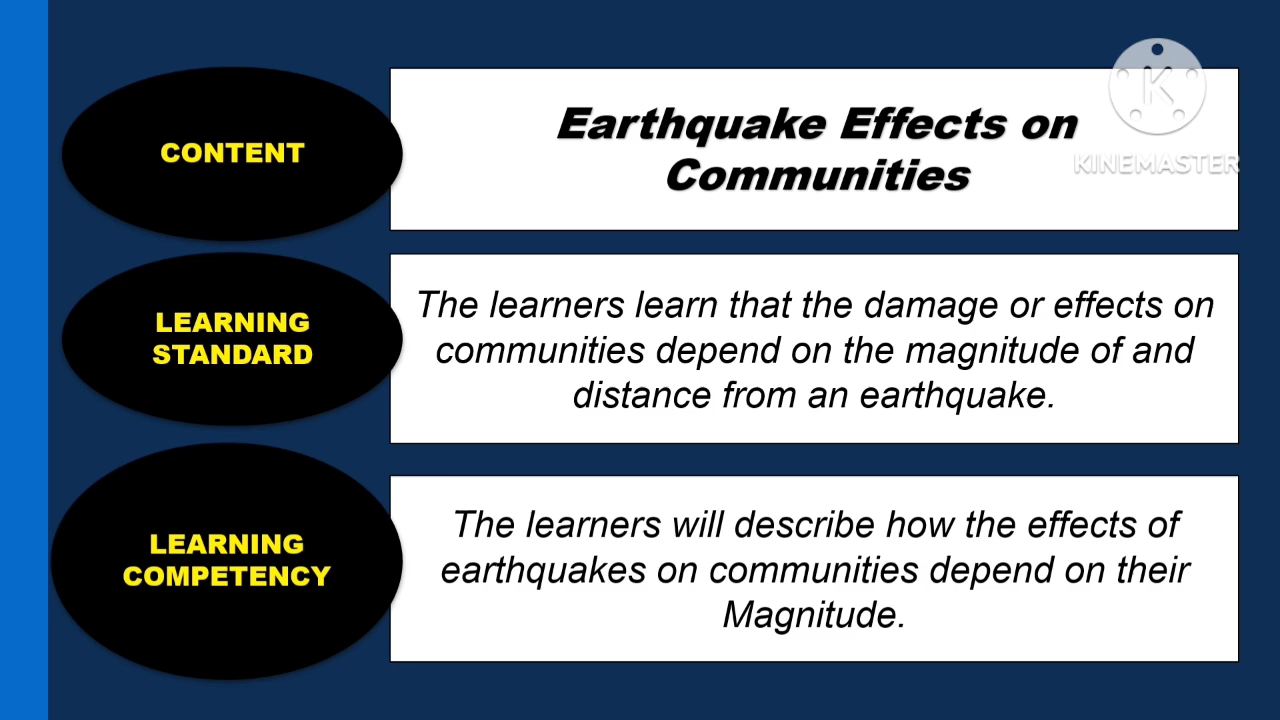 CONTENT
Earthquake Effects on
Communities
K
KINEMASTER
LEARNING
STANDARD
The learners learn that the damage or effects on
communities depend on the magnitude of and
distance from an earthquake.
LEARNING
COMPETENCY
The learners will describe how the effects of
earthquakes on communities depend on their
Magnitude.